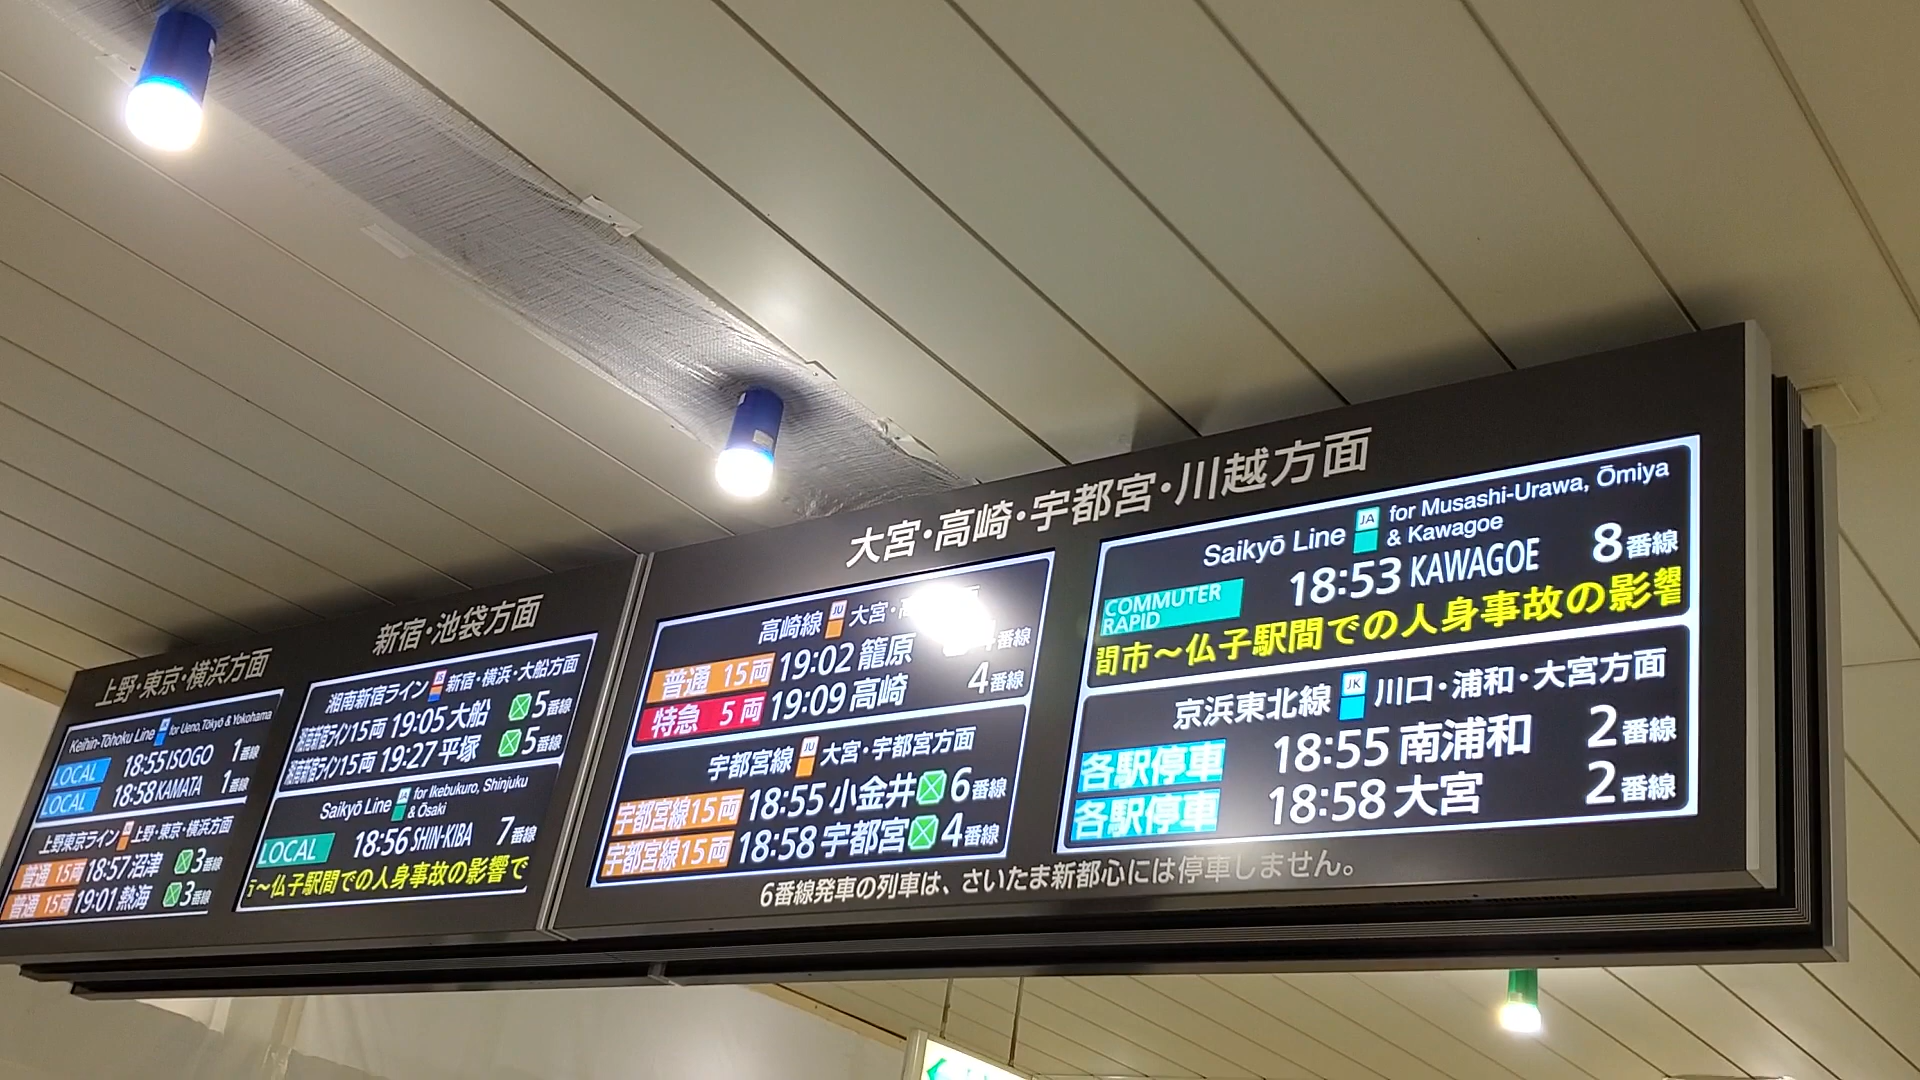 上野・東京・横浜方面
Keihin-Tōhoku Line for Ueno, Tōkyō & Yokohama
LOCAL 18:55 ISOGO 1番線
LOCAL 18:58 KAMATA 1番線
上野東京ライン 上野・東京・横浜方面
普通 15両 18:57 沼津 3番線
普通 15両 19:01 熱海 3番線
新宿・池袋方面
湘南新宿ライン 新宿・横浜・大船方面
湘南新宿ライン 15両 19:05 大船 5番線
湘南新宿ライン 15両 19:27 平塚 5番線
Saikyō Line JA for Ikebukuro, Shinjuku & Ōsaki
LOCAL 18:56 SHIN-KIBA 7番線
～仏子駅間での人身事故の影響で
大宮・高崎・宇都宮・川越方面
高崎線 JU 大宮・
普通 15両 19:02 籠原 4番線
特急 5両 19:09 高崎 4番線
宇都宮線 JU 大宮・宇都宮方面
宇都宮線 15両 18:55 小金井 6番線
宇都宮線 15両 18:58 宇都宮 4番線
Saikyō Line JA for Musashi-Urawa, Ōmiya & Kawagoe
COMMUTER RAPID 18:53 KAWAGOE 8番線
間市～仏子駅間での人身事故の影響
京浜東北線 JK 川口・浦和・大宮方面
各駅停車 18:55 南浦和 2番線
各駅停車 18:58 大宮 2番線
6番線発車の列車は、さいたま新都心には停車しません。